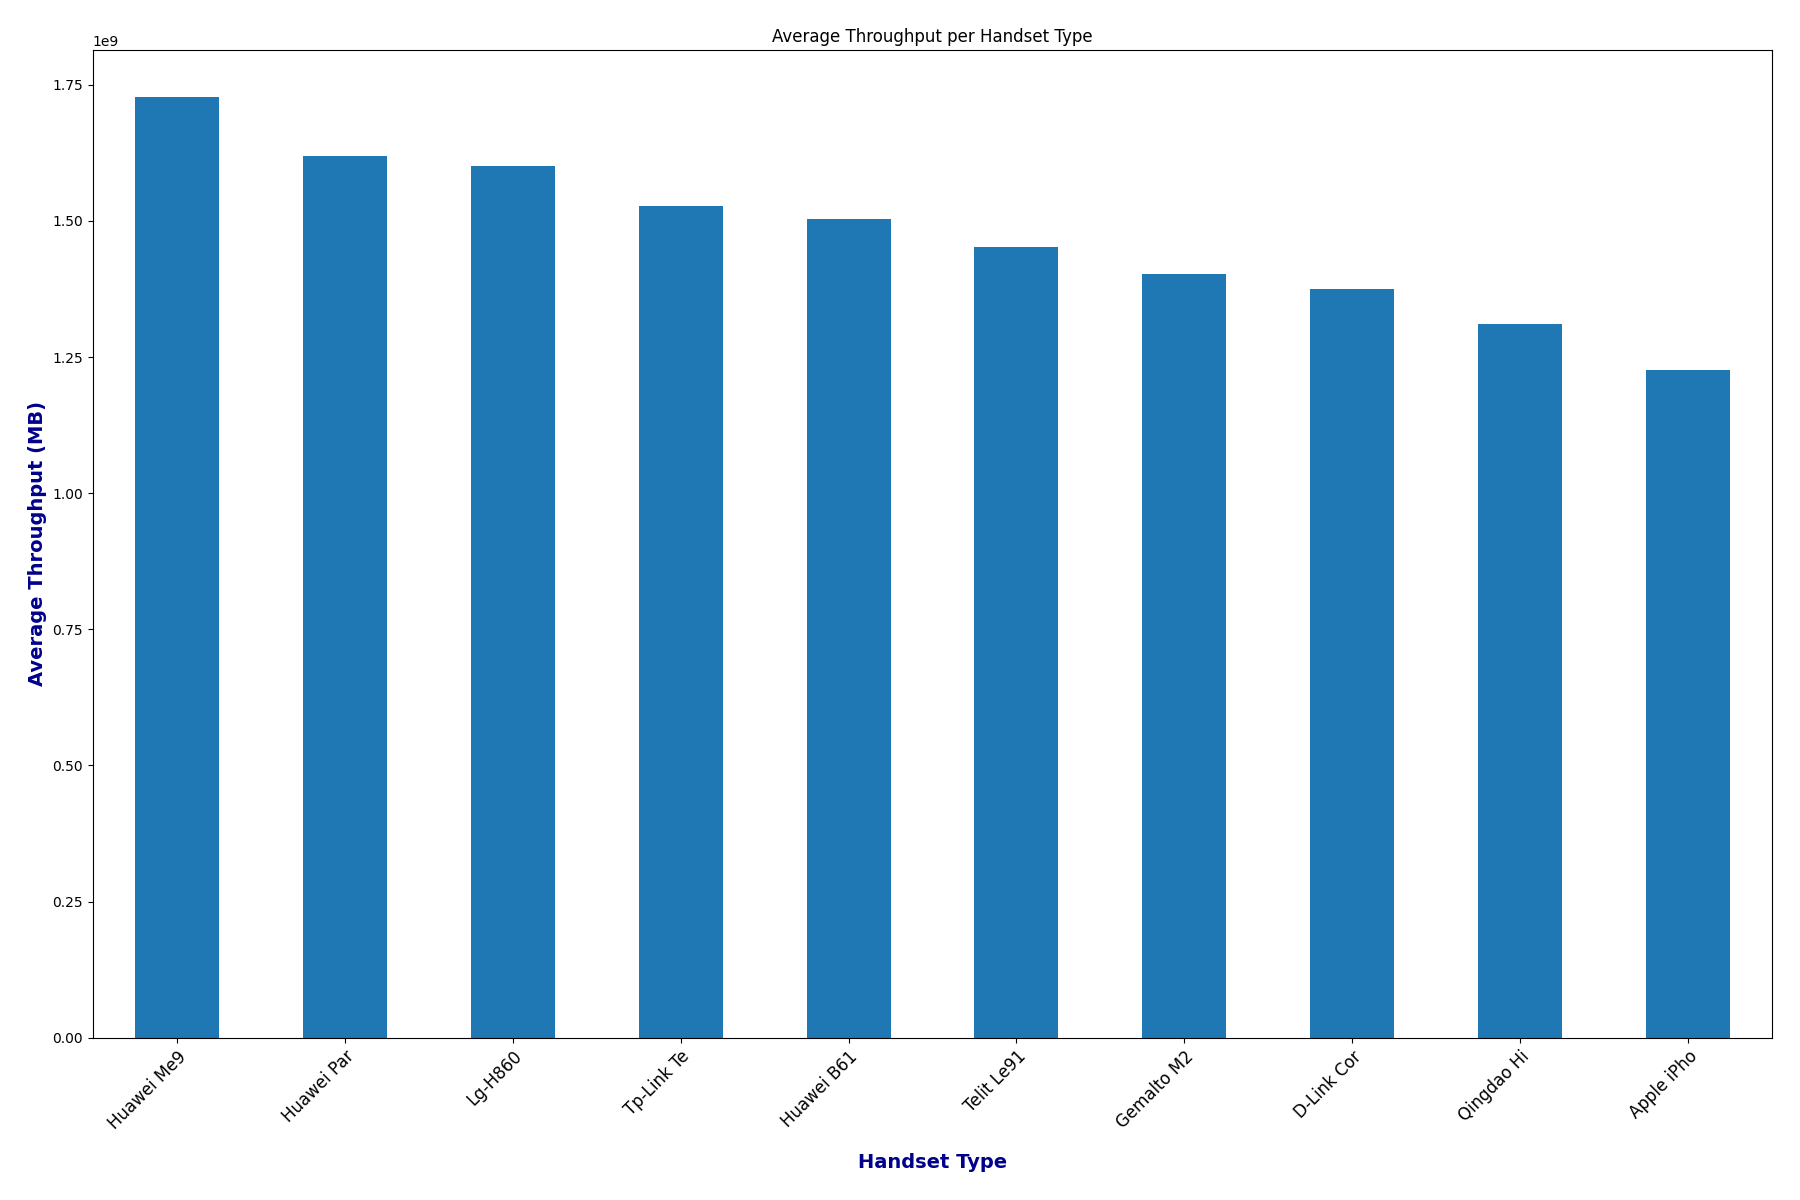 Average Throughput per Handset Type
1e9
1.75
1.50
1.25
1.00
0.75
0.50
0.25
0.00
Average Throughput (MB)
Huawei Me9
Huawei Par
Lg-H860
Tp-Link Te
Huawei B61
Telit Le91
Gemalto M2
D-Link Cor
Qingdao Hi
Apple iPho
Handset Type